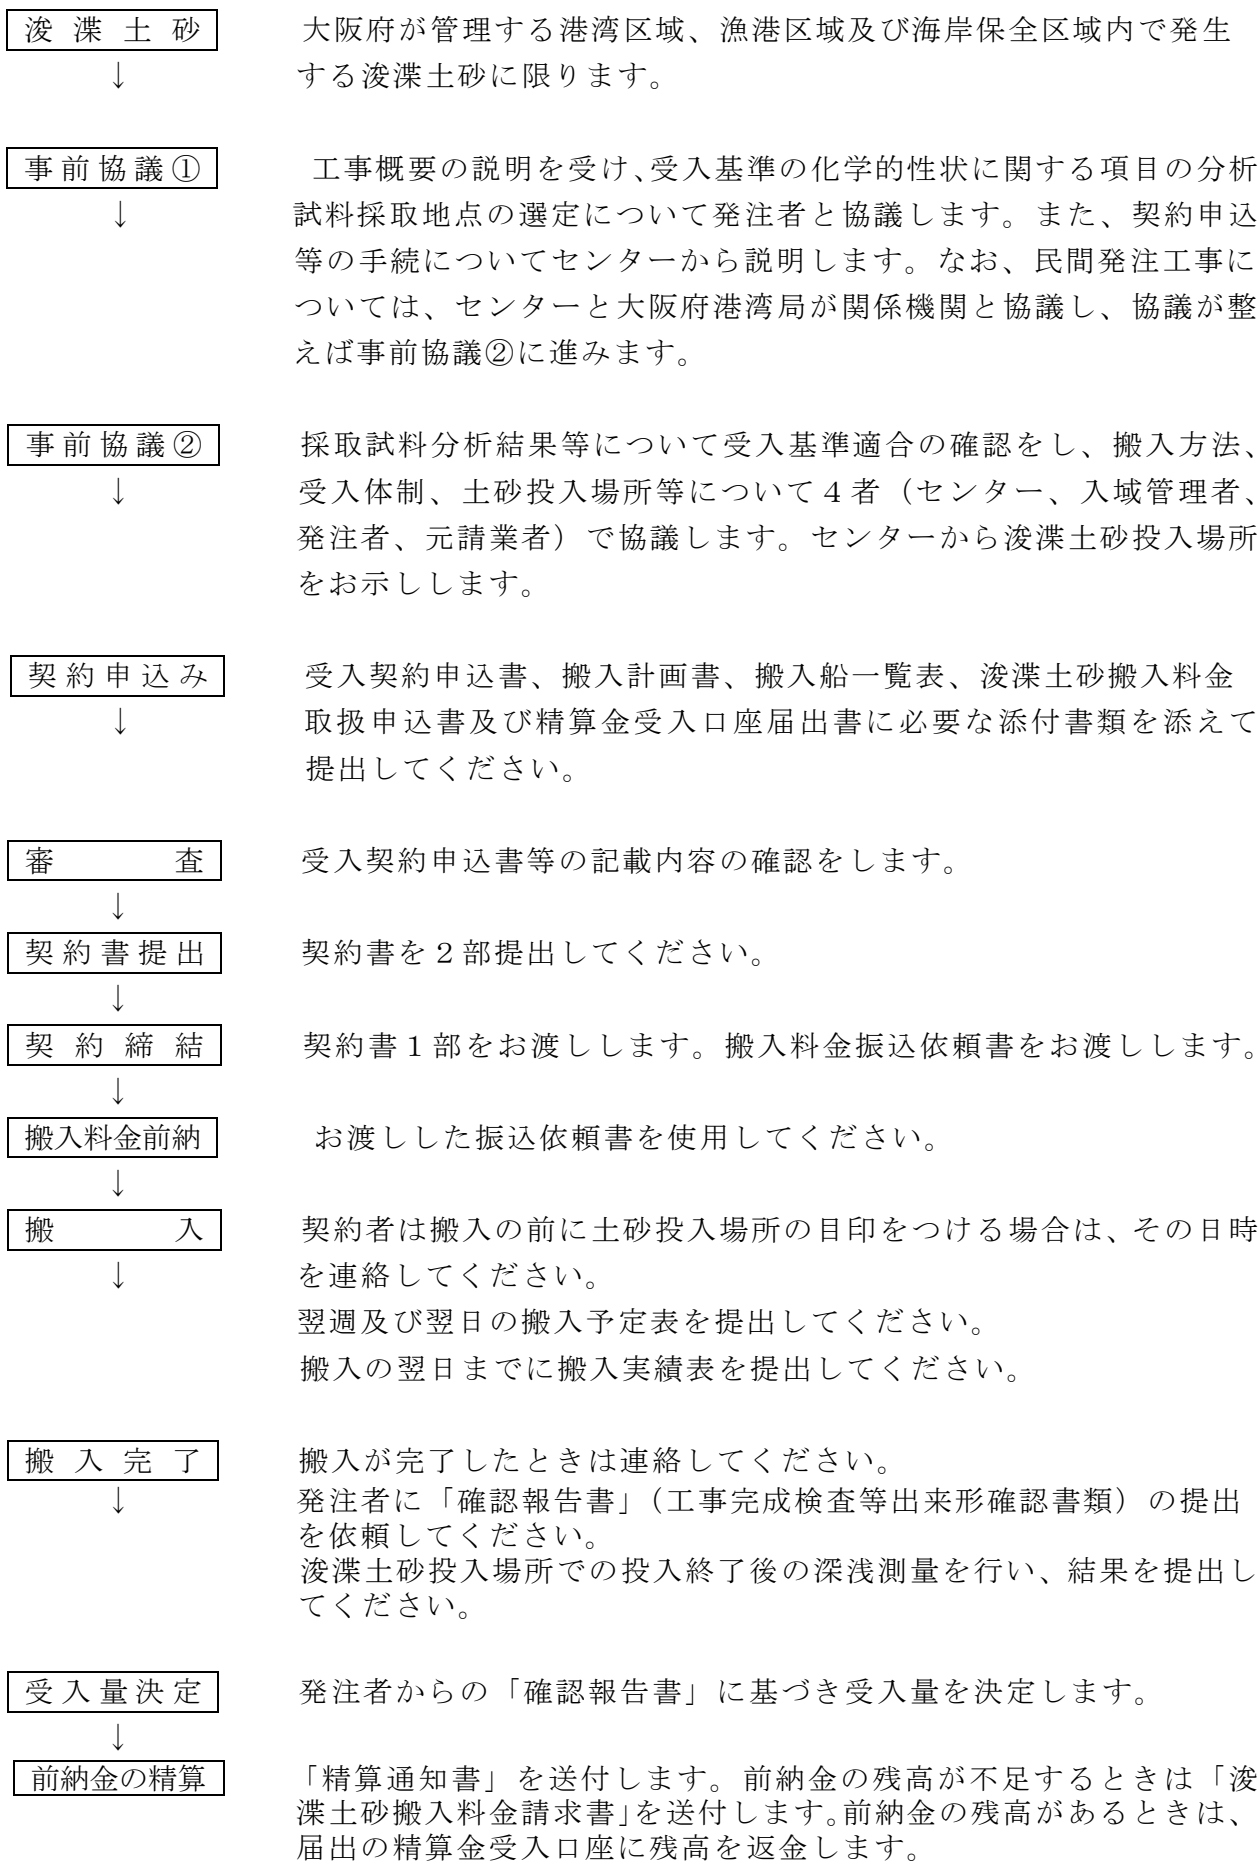 浚渫土砂 大阪府が管理する港湾区域、漁港区域及び海岸保全区域内で発生
↓ する浚渫土砂に限ります。
事前協議① 工事概要の説明を受け、受入基準の化学的性状に関する項目の分析
↓ 試料採取地点の選定について発注者と協議します。また、契約申込
等の手続についてセンターから説明します。なお、民間発注工事に
ついては、センターと大阪府港湾局が関係機関と協議し、協議が整
えば事前協議②に進みます。
事前協議② 採取試料分析結果等について受入基準適合の確認をし、搬入方法、
↓ 受入体制、土砂投入場所等について4者（センター、入域管理者、
発注者、元請業者）で協議します。センターから浚渫土砂投入場所
をお示しします。
契約申込み 受入契約申込書、搬入計画書、搬入船一覧表、浚渫土砂搬入料金
↓ 取扱申込書及び精算金受入口座届出書に必要な添付書類を添えて
提出してください。
審査 受入契約申込書等の記載内容の確認をします。
↓
契約書提出 契約書を2部提出してください。
↓
契約締結 契約書1部をお渡しします。搬入料金振込依頼書をお渡しします。
↓
搬入料金前納 お渡しした振込依頼書を使用してください。
↓
搬入 契約者は搬入の前に土砂投入場所の目印をつける場合は、その日時
↓ を連絡してください。
翌週及び翌日の搬入予定表を提出してください。
搬入の翌日までに搬入実績表を提出してください。
搬入完了 搬入が完了したときは連絡してください。
↓ 発注者に「確認報告書」（工事完成検査等出来形確認書類）の提出
を依頼してください。
浚渫土砂投入場所での投入終了後の深浅測量を行い、結果を提出し
てください。
受入量決定 発注者からの「確認報告書」に基づき受入量を決定します。
↓
前納金の精算 「精算通知書」を送付します。前納金の残高が不足するときは「浚
渫土砂搬入料金請求書」を送付します。前納金の残高があるときは、
届出の精算金受入口座に残高を返金します。